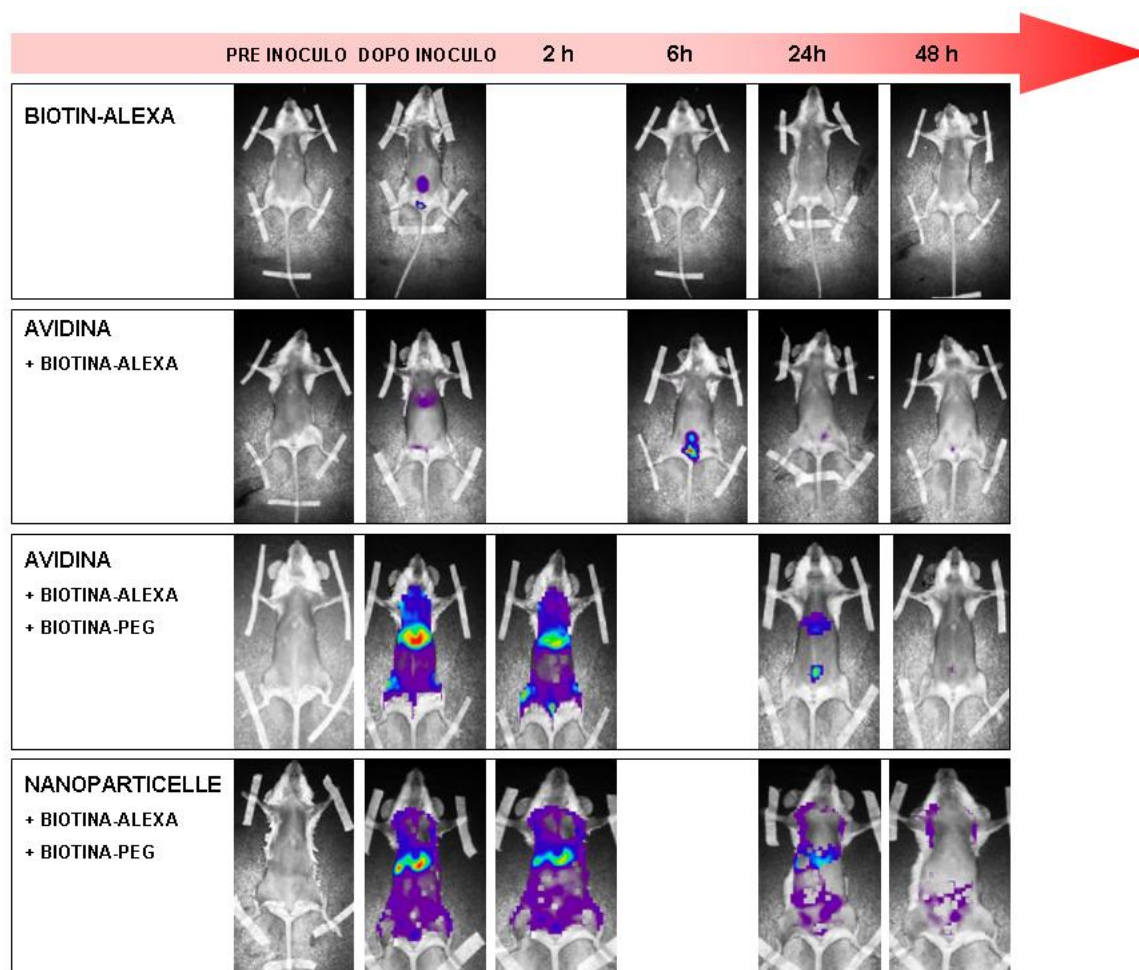 PRE INOCULO DOPO INOCULO 2 h 6h 24h 48 h
BIOTIN-ALEXA
AVIDINA
+ BIOTINA-ALEXA
AVIDINA
+ BIOTINA-ALEXA
+ BIOTINA-PEG
NANOPARTICELLE
+ BIOTINA-ALEXA
+ BIOTINA-PEG